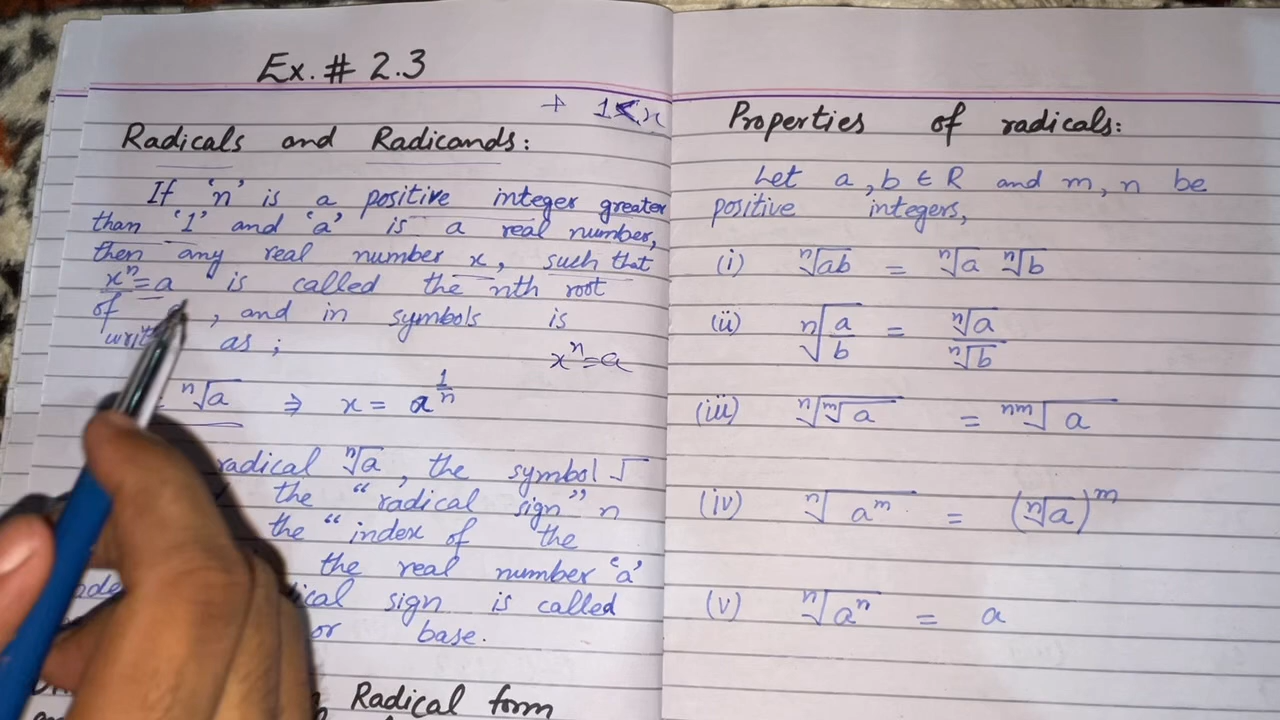 Ex. # 2.3
Radicals and Radicands:
If 'n' is a positive integer greater
than '1' and 'a' is a real number,
then any real number x, such that
xⁿ = a is called the nth root
of , and in symbols is
as ;
xⁿ = a
ⁿ√a ⇒ x = a^(1/n)
radical ⁿ√a, the symbol √
the "radical sign" n
the "index of the
the real number 'a'
sign is called
or base.
Radical form
Properties of radicals:
Let a, b ∈ R and m, n be
positive integers,
(i) ⁿ√ab = ⁿ√a ⁿ√b
(ii) ⁿ√(a/b) = ⁿ√a / ⁿ√b
(iii) ⁿ√(ᵐ√a) = ⁿᵐ√a
(iv) ⁿ√(aᵐ) = (ⁿ√a)ᵐ
(v) ⁿ√(aⁿ) = a